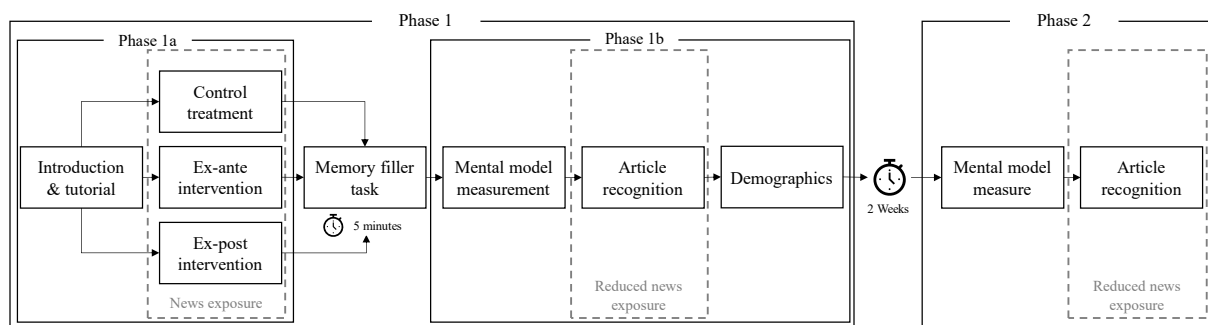 Phase 1
Phase 2
Phase 1a
Phase 1b
Control
treatment
Introduction
& tutorial
Ex-ante
intervention
Ex-post
intervention
News exposure
Memory filler
task
5 minutes
Mental model
measurement
Article
recognition
Reduced news
exposure
Demographics
2 Weeks
Mental model
measure
Article
recognition
Reduced news
exposure